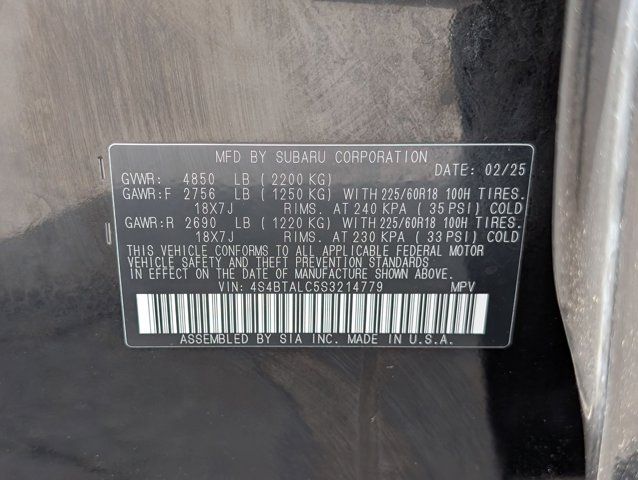 MFD BY SUBARU CORPORATION
DATE: 02/25
GVWR: 4850 LB (2200 KG)
GAWR:F 2756 LB (1250 KG) WITH 225/60R18 100H TIRES.
18X7J RIMS. AT 240 KPA (35 PSI) COLD
GAWR:R 2690 LB (1220 KG) WITH 225/60R18 100H TIRES.
18X7J RIMS. AT 230 KPA (33 PSI) COLD
THIS VEHICLE CONFORMS TO ALL APPLICABLE FEDERAL MOTOR
VEHICLE SAFETY AND THEFT PREVENTION STANDARDS
IN EFFECT ON THE DATE OF MANUFACTURE SHOWN ABOVE.
VIN: 4S4BTALC5S3214779 MPV
ASSEMBLED BY SIA INC. MADE IN U.S.A.